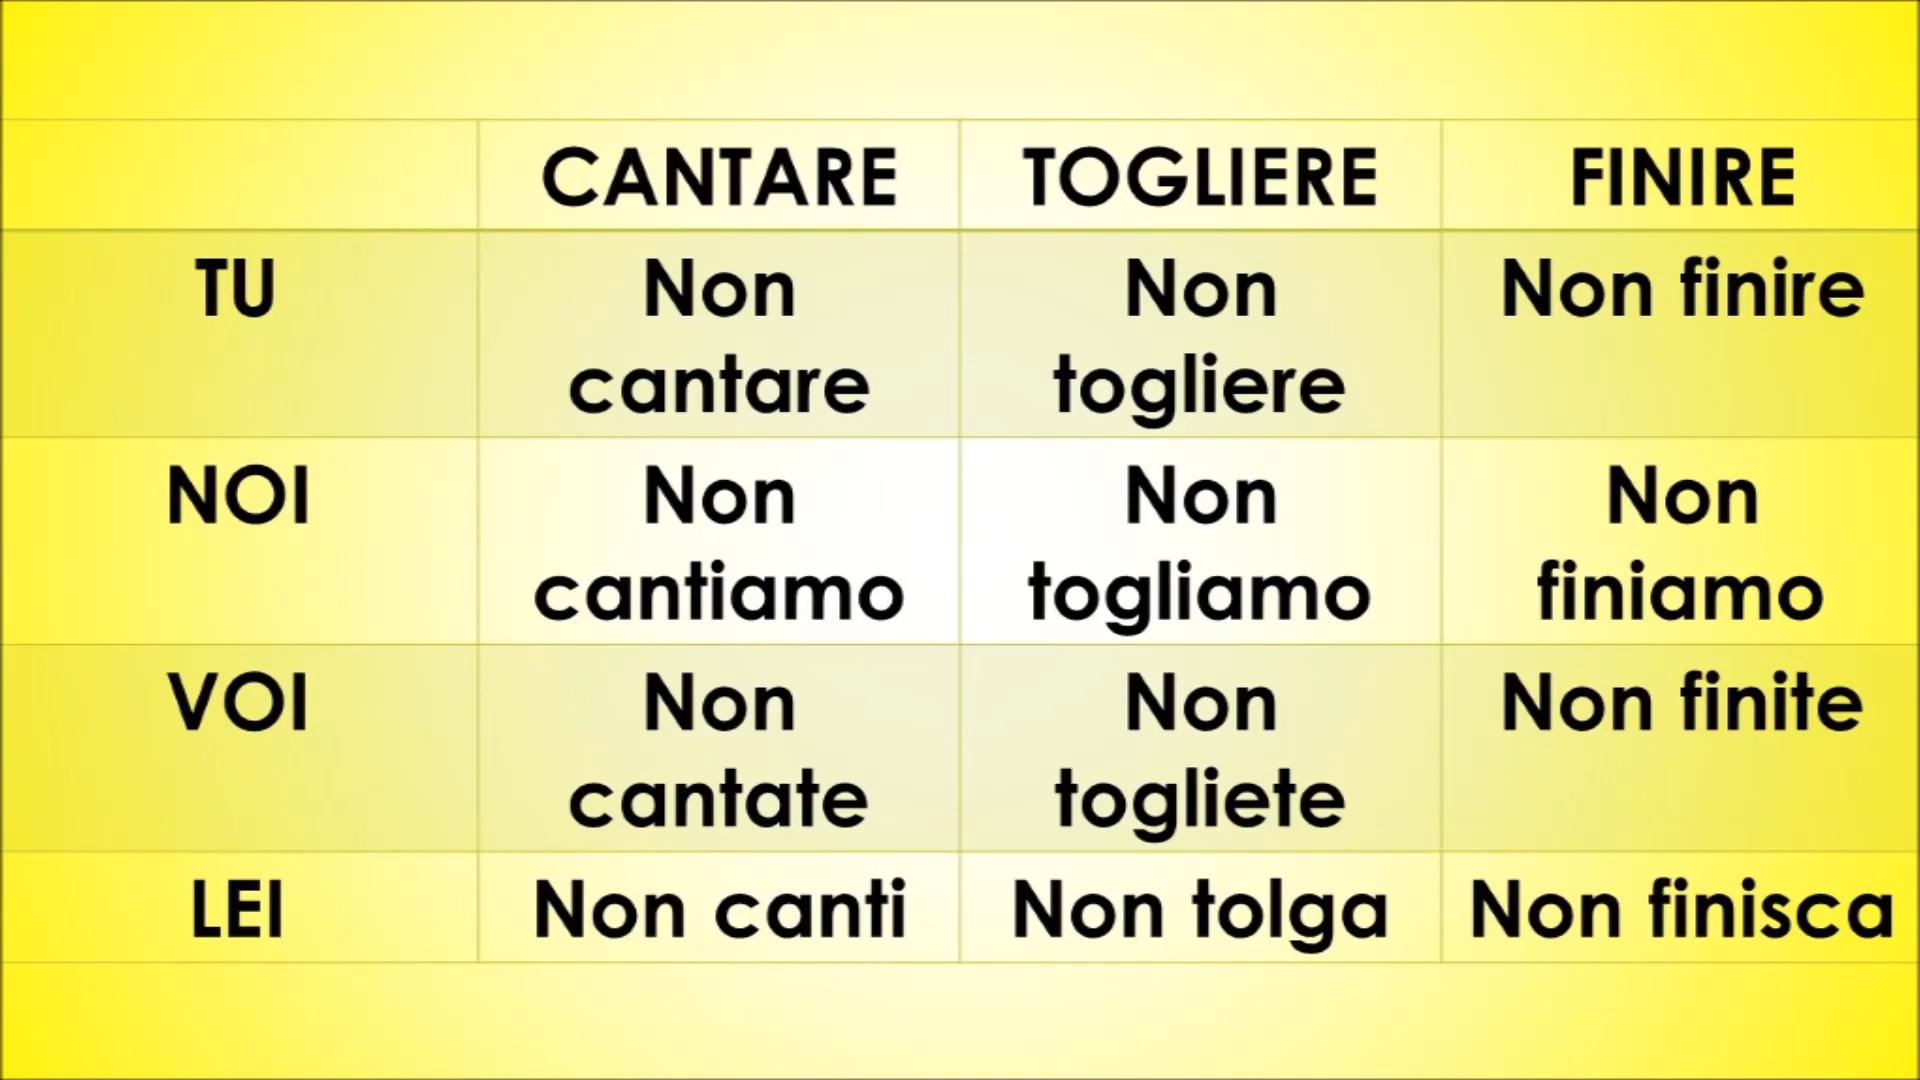 CANTARE TOGLIERE FINIRE
TU Non cantare Non togliere Non finire
NOI Non cantiamo Non togliamo Non finiamo
VOI Non cantate Non togliete Non finite
LEI Non canti Non tolga Non finisca